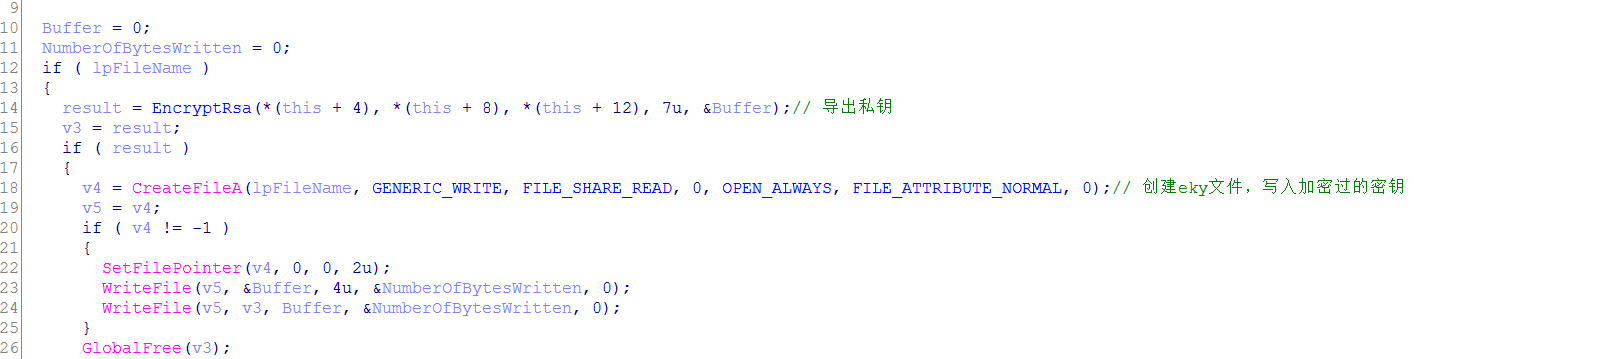 9
10 Buffer = 0;
11 NumberOfBytesWritten = 0;
12 if ( lpFileName )
13 {
14 result = EncryptRsa(*(this + 4), *(this + 8), *(this + 12), 7u, &Buffer);// 导出私钥
15 v3 = result;
16 if ( result )
17 {
18 v4 = CreateFileA(lpFileName, GENERIC_WRITE, FILE_SHARE_READ, 0, OPEN_ALWAYS, FILE_ATTRIBUTE_NORMAL, 0);// 创建eky文件，写入加密过的密钥
19 v5 = v4;
20 if ( v4 != -1 )
21 {
22 SetFilePointer(v4, 0, 0, 2u);
23 WriteFile(v5, &Buffer, 4u, &NumberOfBytesWritten, 0);
24 WriteFile(v5, v3, Buffer, &NumberOfBytesWritten, 0);
25 }
26 GlobalFree(v3);